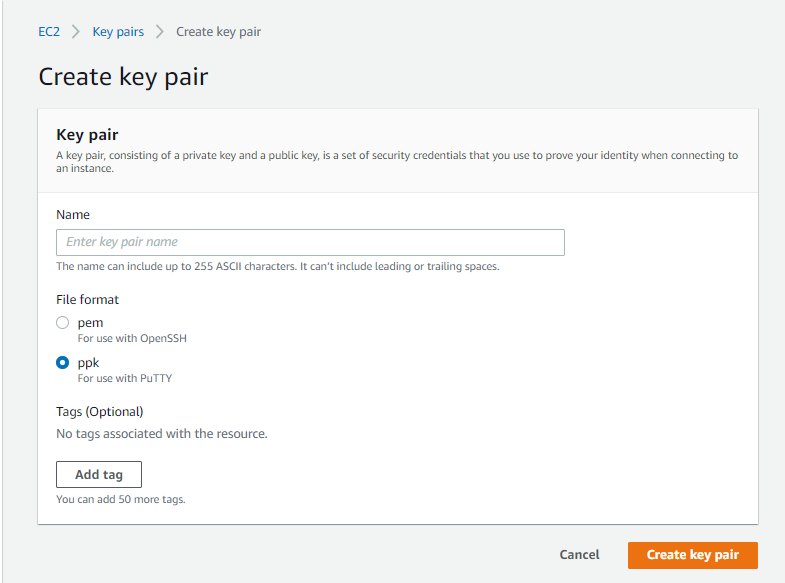 EC2 > Key pairs > Create key pair
Create key pair
Key pair
A key pair, consisting of a private key and a public key, is a set of security credentials that you use to prove your identity when connecting to
an instance.
Name
Enter key pair name
The name can include up to 255 ASCII characters. It can't include leading or trailing spaces.
File format
pem
For use with OpenSSH
ppk
For use with PuTTY
Tags (Optional)
No tags associated with the resource.
Add tag
You can add 50 more tags.
Cancel Create key pair